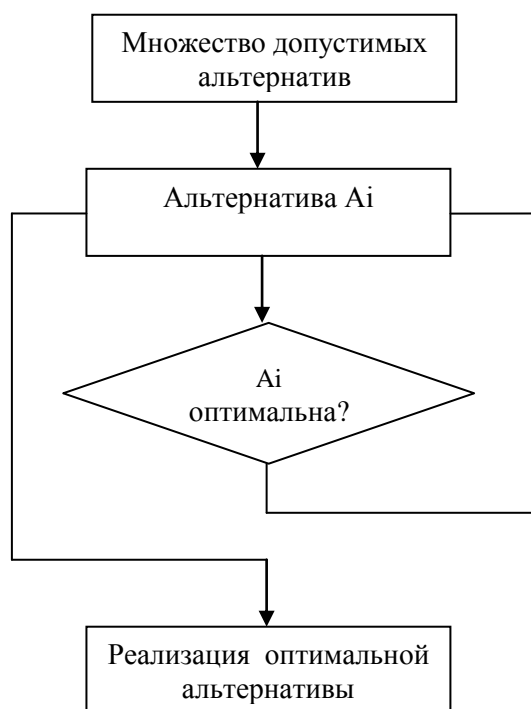 Множество допустимых
альтернатив
Альтернатива Ai
Ai
оптимальна?
Реализация оптимальной
альтернативы